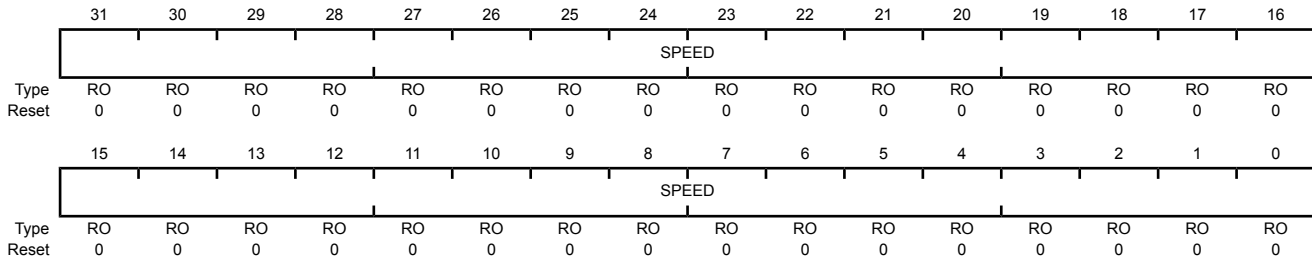 31 30 29 28 27 26 25 24 23 22 21 20 19 18 17 16
SPEED
Type RO RO RO RO RO RO RO RO RO RO RO RO RO RO RO RO
Reset 0 0 0 0 0 0 0 0 0 0 0 0 0 0 0 0
15 14 13 12 11 10 9 8 7 6 5 4 3 2 1 0
SPEED
Type RO RO RO RO RO RO RO RO RO RO RO RO RO RO RO RO
Reset 0 0 0 0 0 0 0 0 0 0 0 0 0 0 0 0